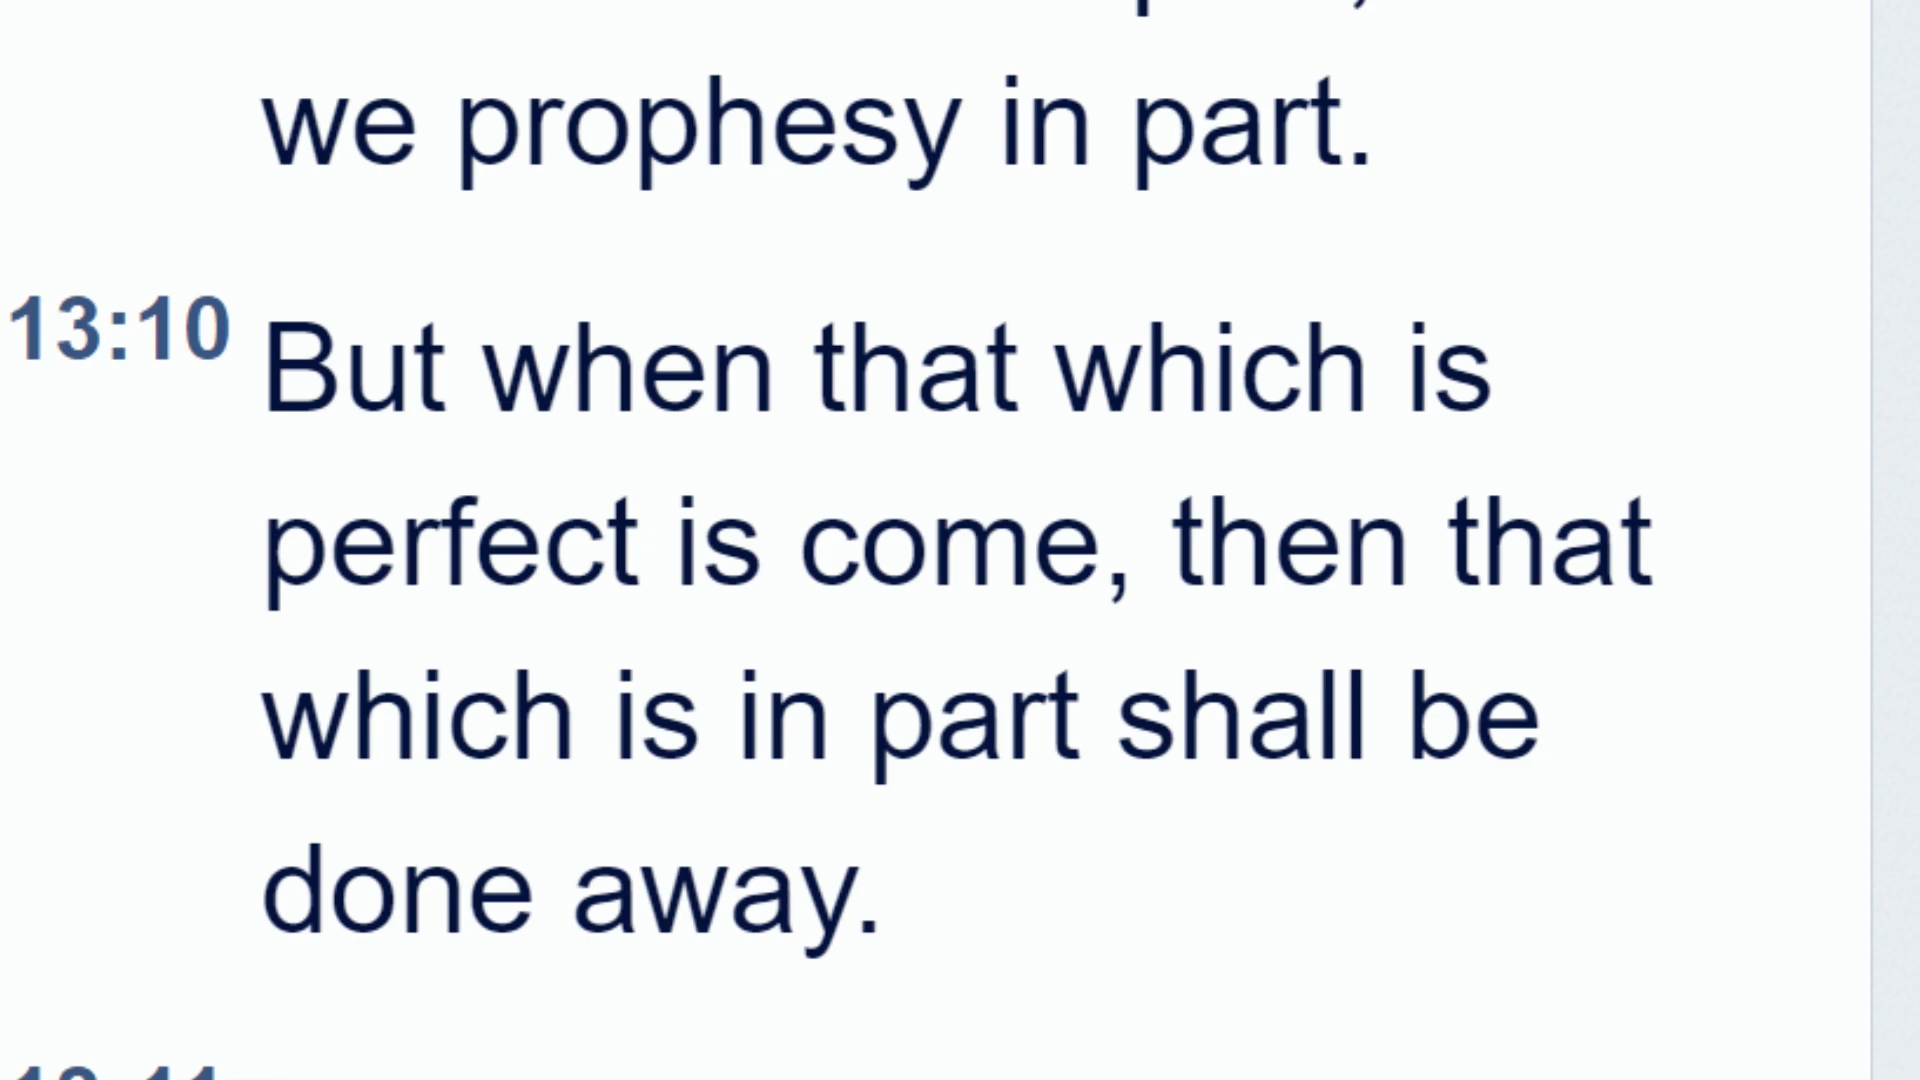 we prophesy in part.
13:10 But when that which is
perfect is come, then that
which is in part shall be
done away.